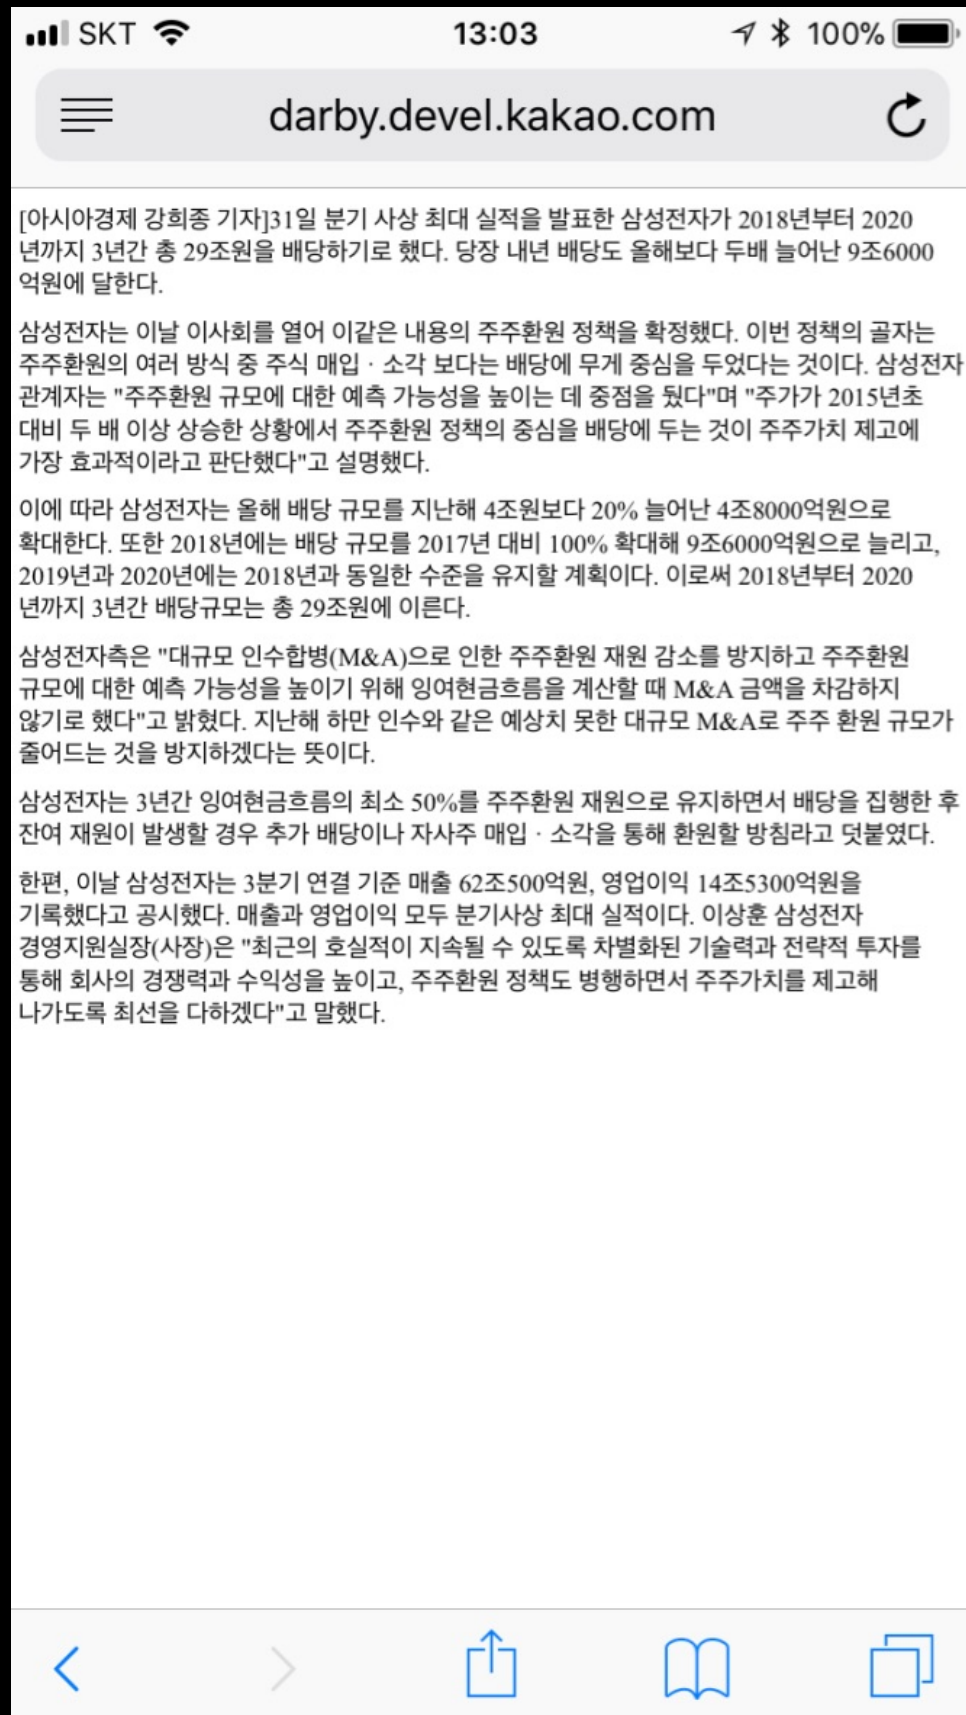 SKT
13:03
100%
darby.devel.kakao.com
[아시아경제 강희종 기자]31일 분기 사상 최대 실적을 발표한 삼성전자가 2018년부터 2020
년까지 3년간 총 29조원을 배당하기로 했다. 당장 내년 배당도 올해보다 두배 늘어난 9조6000
억원에 달한다.
삼성전자는 이날 이사회를 열어 이같은 내용의 주주환원 정책을 확정했다. 이번 정책의 골자는
주주환원의 여러 방식 중 주식 매입 · 소각 보다는 배당에 무게 중심을 두었다는 것이다. 삼성전자
관계자는 "주주환원 규모에 대한 예측 가능성을 높이는 데 중점을 뒀다"며 "주가가 2015년초
대비 두 배 이상 상승한 상황에서 주주환원 정책의 중심을 배당에 두는 것이 주주가치 제고에
가장 효과적이라고 판단했다"고 설명했다.
이에 따라 삼성전자는 올해 배당 규모를 지난해 4조원보다 20% 늘어난 4조8000억원으로
확대한다. 또한 2018년에는 배당 규모를 2017년 대비 100% 확대해 9조6000억원으로 늘리고,
2019년과 2020년에는 2018년과 동일한 수준을 유지할 계획이다. 이로써 2018년부터 2020
년까지 3년간 배당규모는 총 29조원에 이른다.
삼성전자측은 "대규모 인수합병(M&A)으로 인한 주주환원 재원 감소를 방지하고 주주환원
규모에 대한 예측 가능성을 높이기 위해 잉여현금흐름을 계산할 때 M&A 금액을 차감하지
않기로 했다"고 밝혔다. 지난해 하만 인수와 같은 예상치 못한 대규모 M&A로 주주 환원 규모가
줄어드는 것을 방지하겠다는 뜻이다.
삼성전자는 3년간 잉여현금흐름의 최소 50%를 주주환원 재원으로 유지하면서 배당을 집행한 후
잔여 재원이 발생할 경우 추가 배당이나 자사주 매입 · 소각을 통해 환원할 방침라고 덧붙였다.
한편, 이날 삼성전자는 3분기 연결 기준 매출 62조500억원, 영업이익 14조5300억원을
기록했다고 공시했다. 매출과 영업이익 모두 분기사상 최대 실적이다. 이상훈 삼성전자
경영지원실장(사장)은 "최근의 호실적이 지속될 수 있도록 차별화된 기술력과 전략적 투자를
통해 회사의 경쟁력과 수익성을 높이고, 주주환원 정책도 병행하면서 주주가치를 제고해
나가도록 최선을 다하겠다"고 말했다.